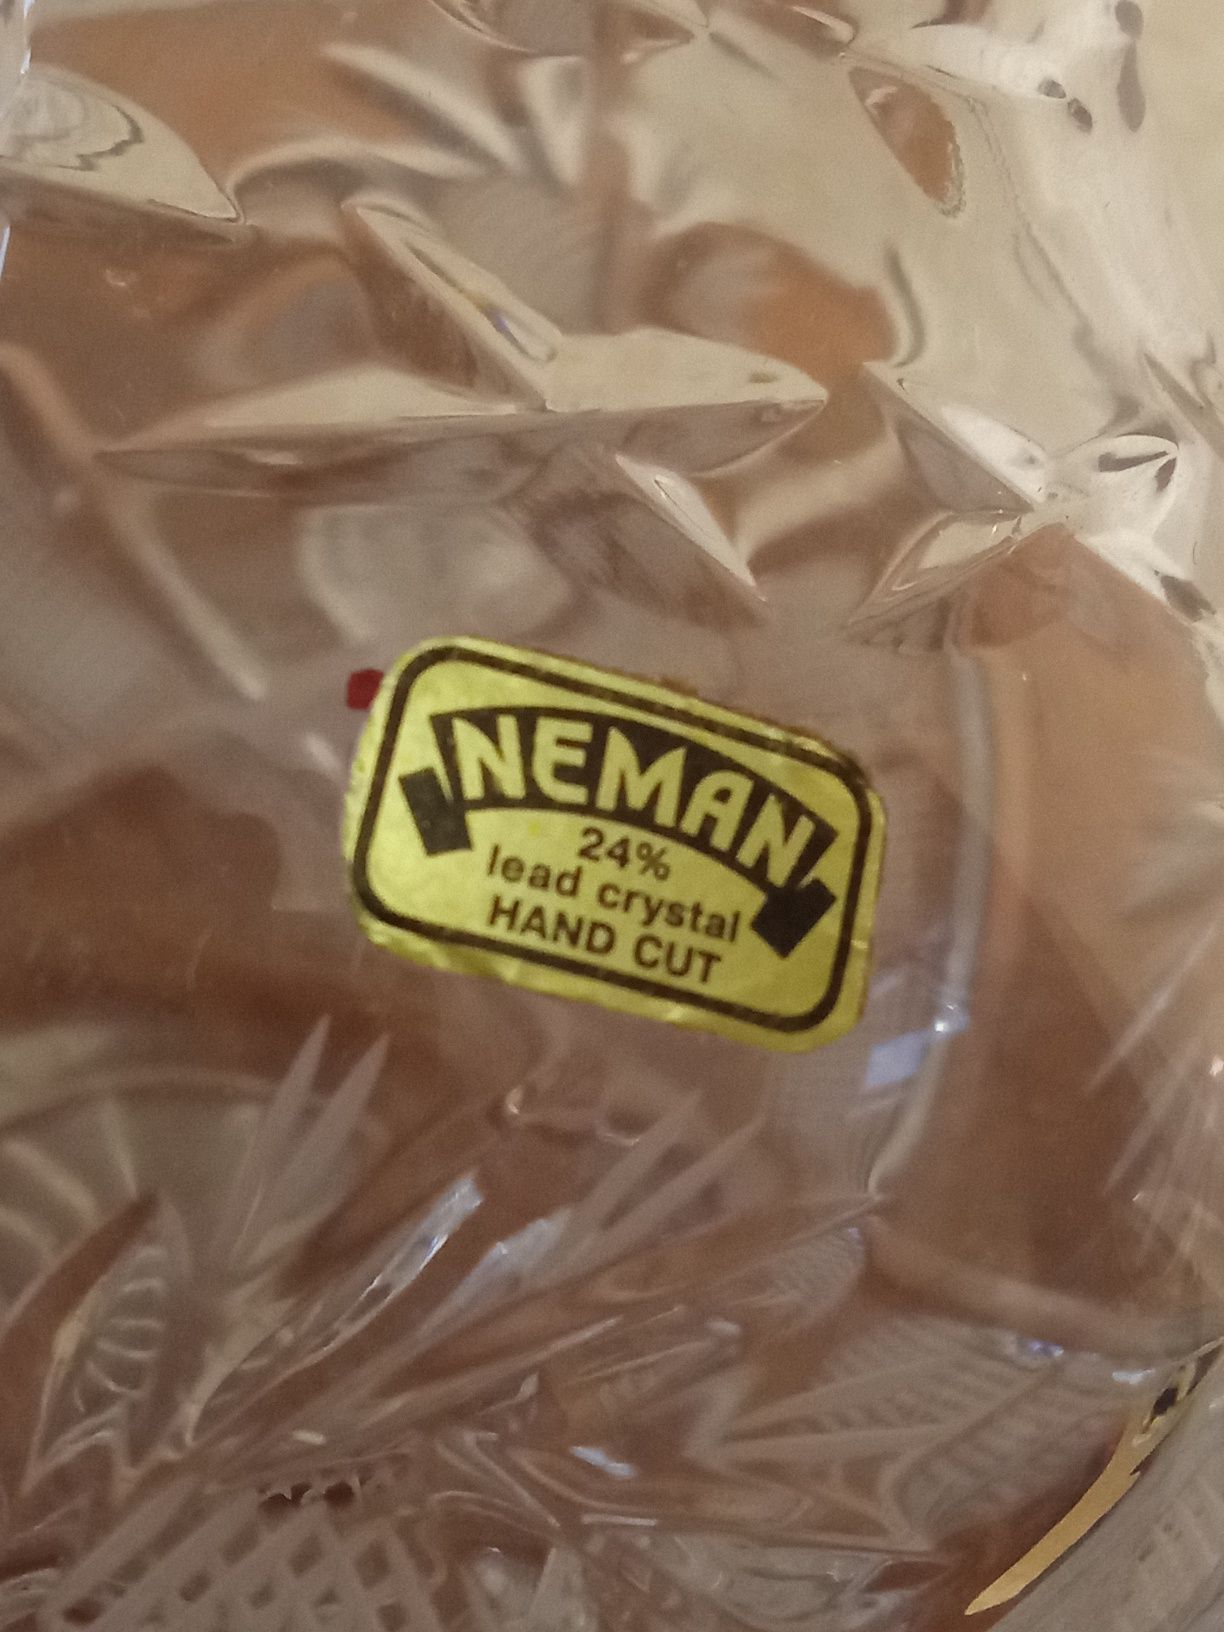 NEMAN
24%
lead crystal
HAND CUT